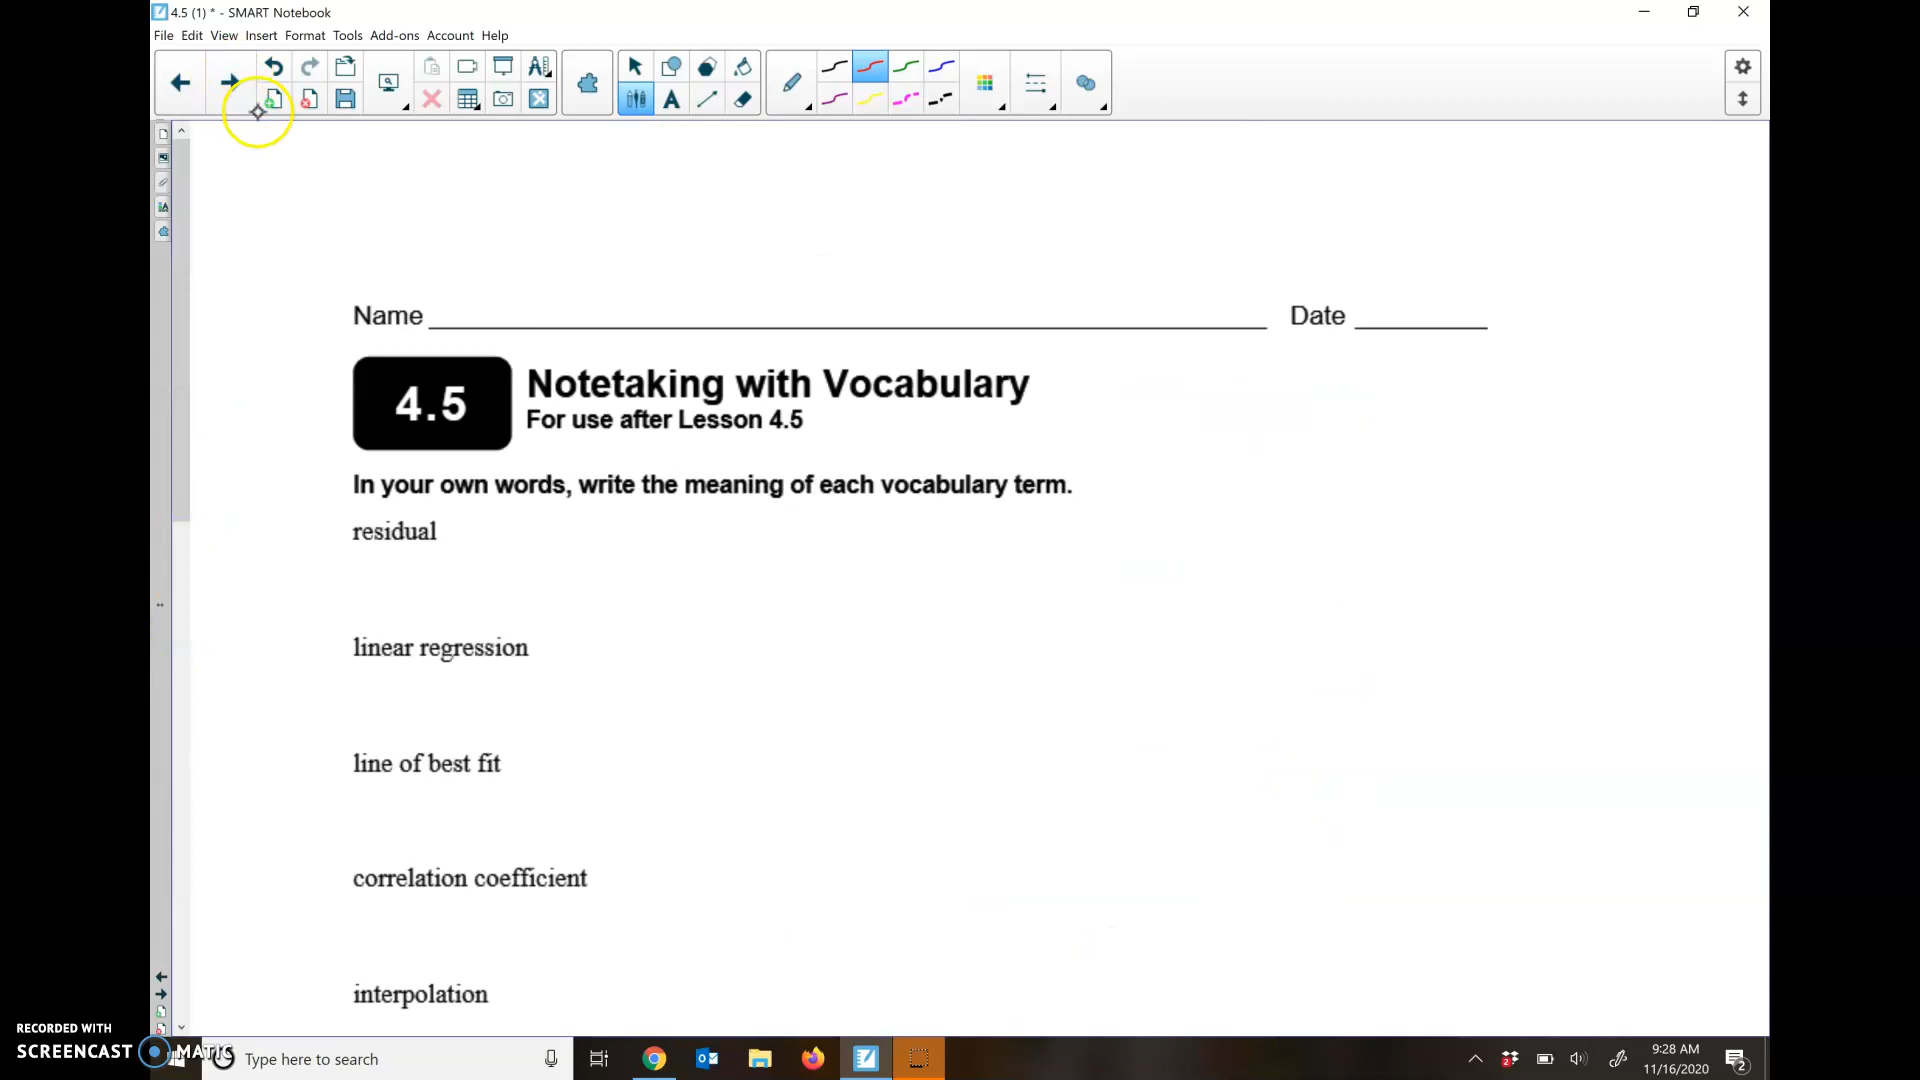 4.5 (1) * - SMART Notebook
File Edit View Insert Format Tools Add-ons Account Help
Name Date
4.5
Notetaking with Vocabulary
For use after Lesson 4.5
In your own words, write the meaning of each vocabulary term.
residual
linear regression
line of best fit
correlation coefficient
interpolation
RECORDED WITH
SCREENCAST MATIC
Type here to search
2
9:28 AM
11/16/2020
2